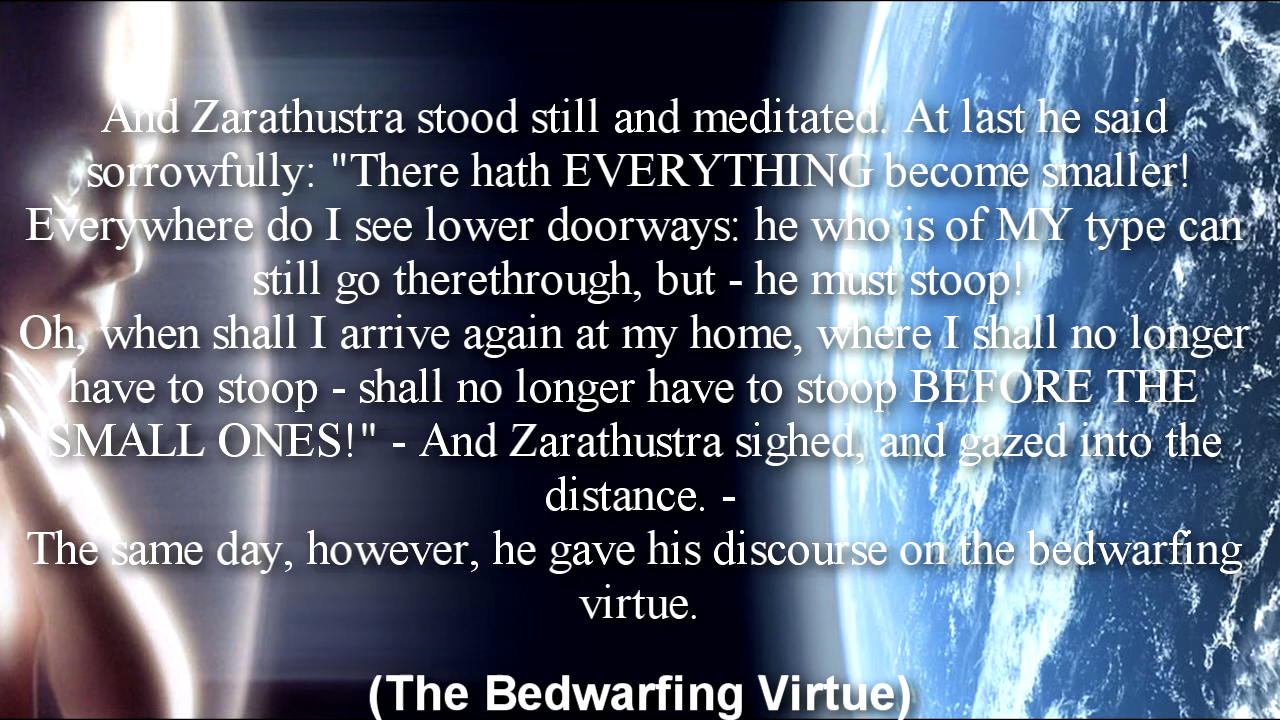 And Zarathustra stood still and meditated. At last he said
sorrowfully: "There hath EVERYTHING become smaller!
Everywhere do I see lower doorways: he who is of MY type can
still go therethrough, but - he must stoop!
Oh, when shall I arrive again at my home, where I shall no longer
have to stoop - shall no longer have to stoop BEFORE THE
SMALL ONES!" - And Zarathustra sighed, and gazed into the
distance. -
The same day, however, he gave his discourse on the bedwarfing
virtue.
(The Bedwarfing Virtue)